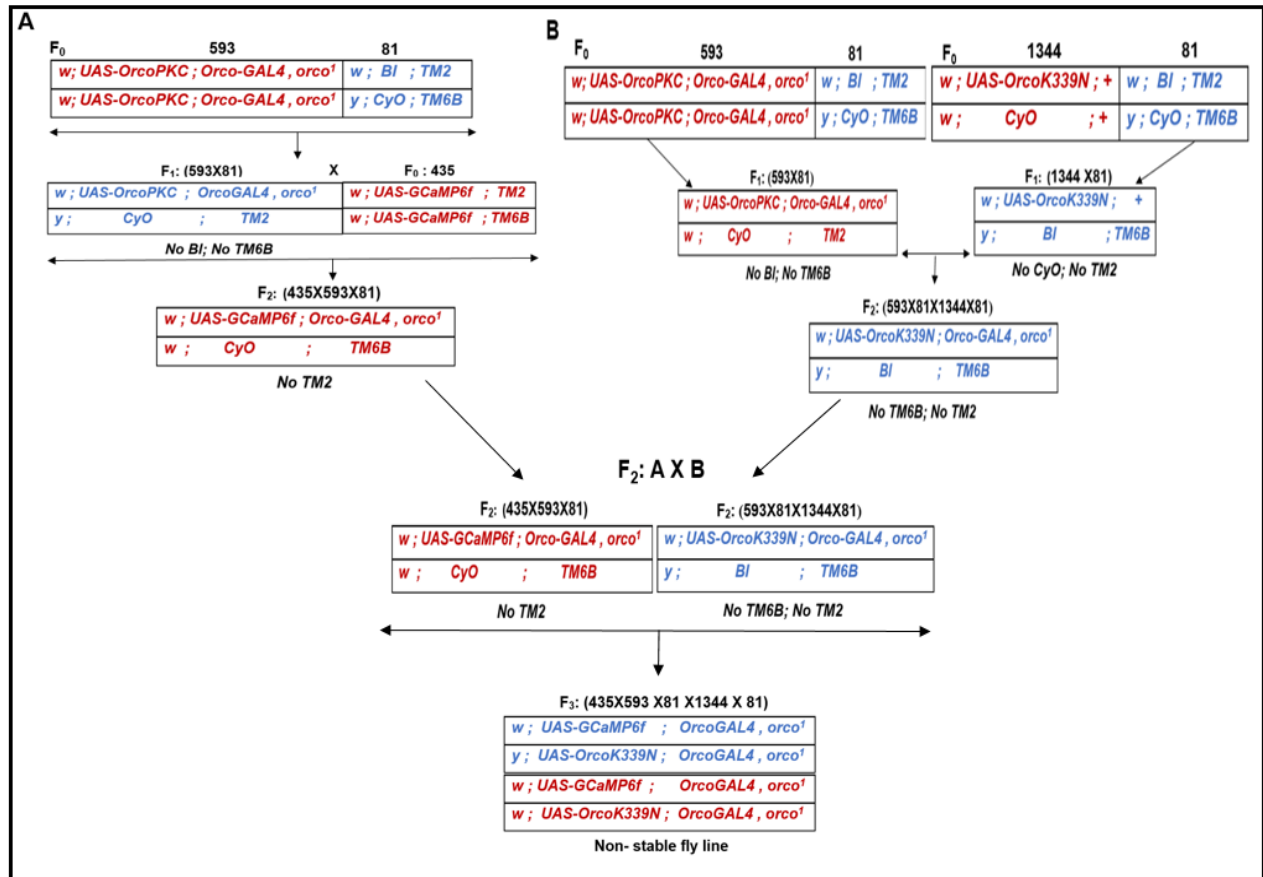 A
F0 593 81
w; UAS-OrcoPKC ; Orco-GAL4 , orco1 w ; Bl ; TM2
w; UAS-OrcoPKC ; Orco-GAL4 , orco1 y ; CyO ; TM6B
F1: (593X81) X F0 : 435
w ; UAS-OrcoPKC ; OrcoGAL4 , orco1 w ; UAS-GCaMP6f ; TM2
y ; CyO ; TM2 w ; UAS-GCaMP6f ; TM6B
No Bl; No TM6B
F2: (435X593X81)
w ; UAS-GCaMP6f ; Orco-GAL4 , orco1
w ; CyO ; TM6B
No TM2
B
F0 593 81
w; UAS-OrcoPKC ; Orco-GAL4 , orco1 w ; Bl ; TM2
w; UAS-OrcoPKC ; Orco-GAL4 , orco1 y ; CyO ; TM6B
F0 1344 81
w ; UAS-OrcoK339N ; + w ; Bl ; TM2
w ; CyO ; + y ; CyO ; TM6B
F1: (593X81)
w ; UAS-OrcoPKC ; Orco-GAL4 , orco1
w ; CyO ; TM2
No Bl; No TM6B
F1: (1344 X81)
w ; UAS-OrcoK339N ; +
y ; Bl ; TM6B
No CyO; No TM2
F2: (593X81X1344X81)
w ; UAS-OrcoK339N ; Orco-GAL4 , orco1
y ; Bl ; TM6B
No TM6B; No TM2
F2: A X B
F2: (435X593X81)
w ; UAS-GCaMP6f ; Orco-GAL4 , orco1
w ; CyO ; TM6B
No TM2
F2: (593X81X1344X81)
w ; UAS-OrcoK339N ; Orco-GAL4 , orco1
y ; Bl ; TM6B
No TM6B; No TM2
F3: (435X593 X81 X1344 X 81)
w ; UAS-GCaMP6f ; OrcoGAL4 , orco1
y ; UAS-OrcoK339N ; OrcoGAL4 , orco1
w ; UAS-GCaMP6f ; OrcoGAL4 , orco1
w ; UAS-OrcoK339N ; OrcoGAL4 , orco1
Non- stable fly line